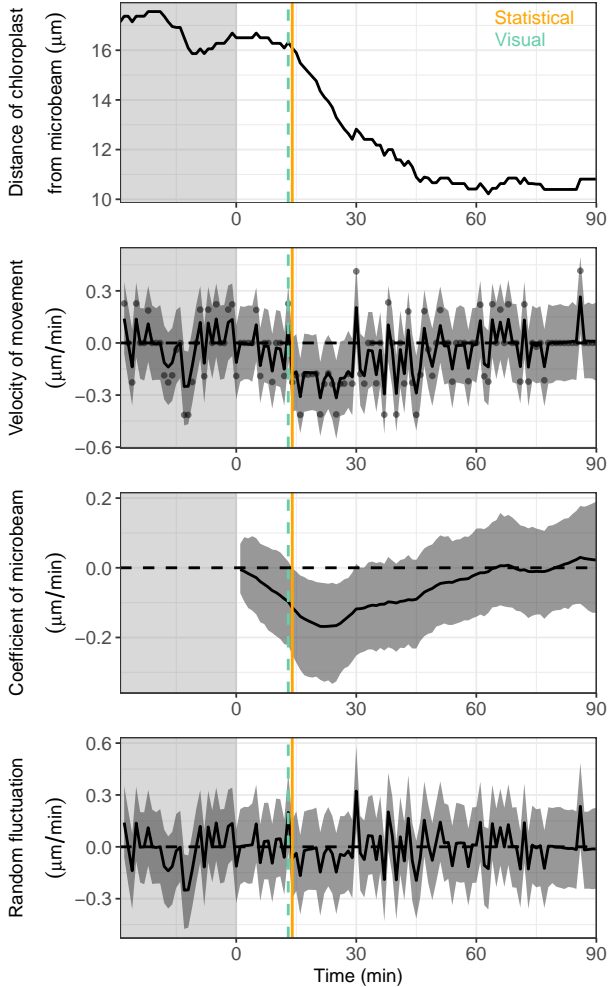 Distance of chloroplast
from microbeam (μm)
16
14
12
10
Statistical
Visual
0
30
60
90
Velocity of movement
(μm/min)
0.3
0.0
−0.3
−0.6
0
30
60
90
Coefficient of microbeam
(μm/min)
0.2
0.0
−0.2
0
30
60
90
Random fluctuation
(μm/min)
0.6
0.3
0.0
−0.3
0
30
60
90
Time (min)